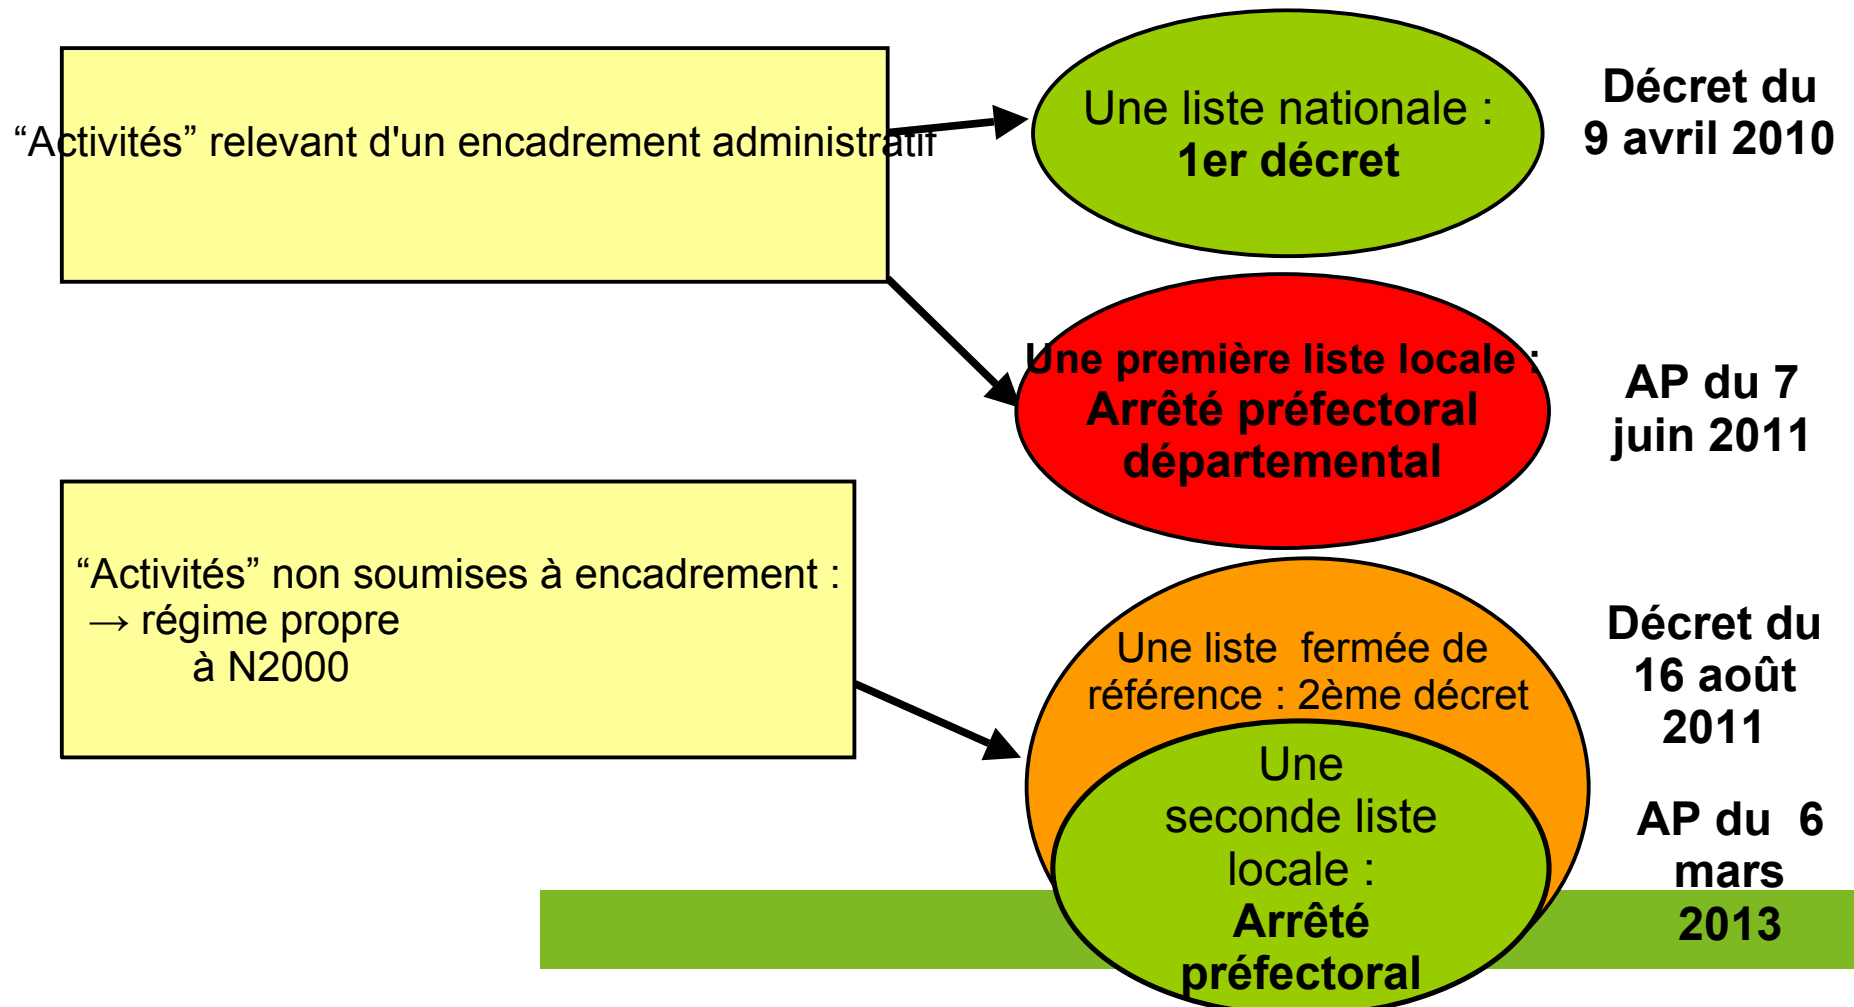 “Activités” relevant d'un encadrement administratif
Une liste nationale :
1er décret
Décret du
9 avril 2010
Une première liste locale :
Arrêté préfectoral
départemental
AP du 7
juin 2011
“Activités” non soumises à encadrement :
→ régime propre
à N2000
Une liste  fermée de
référence : 2ème décret
Décret du
16 août
2011
Une
seconde liste
locale :
Arrêté
préfectoral
AP du  6
mars
2013